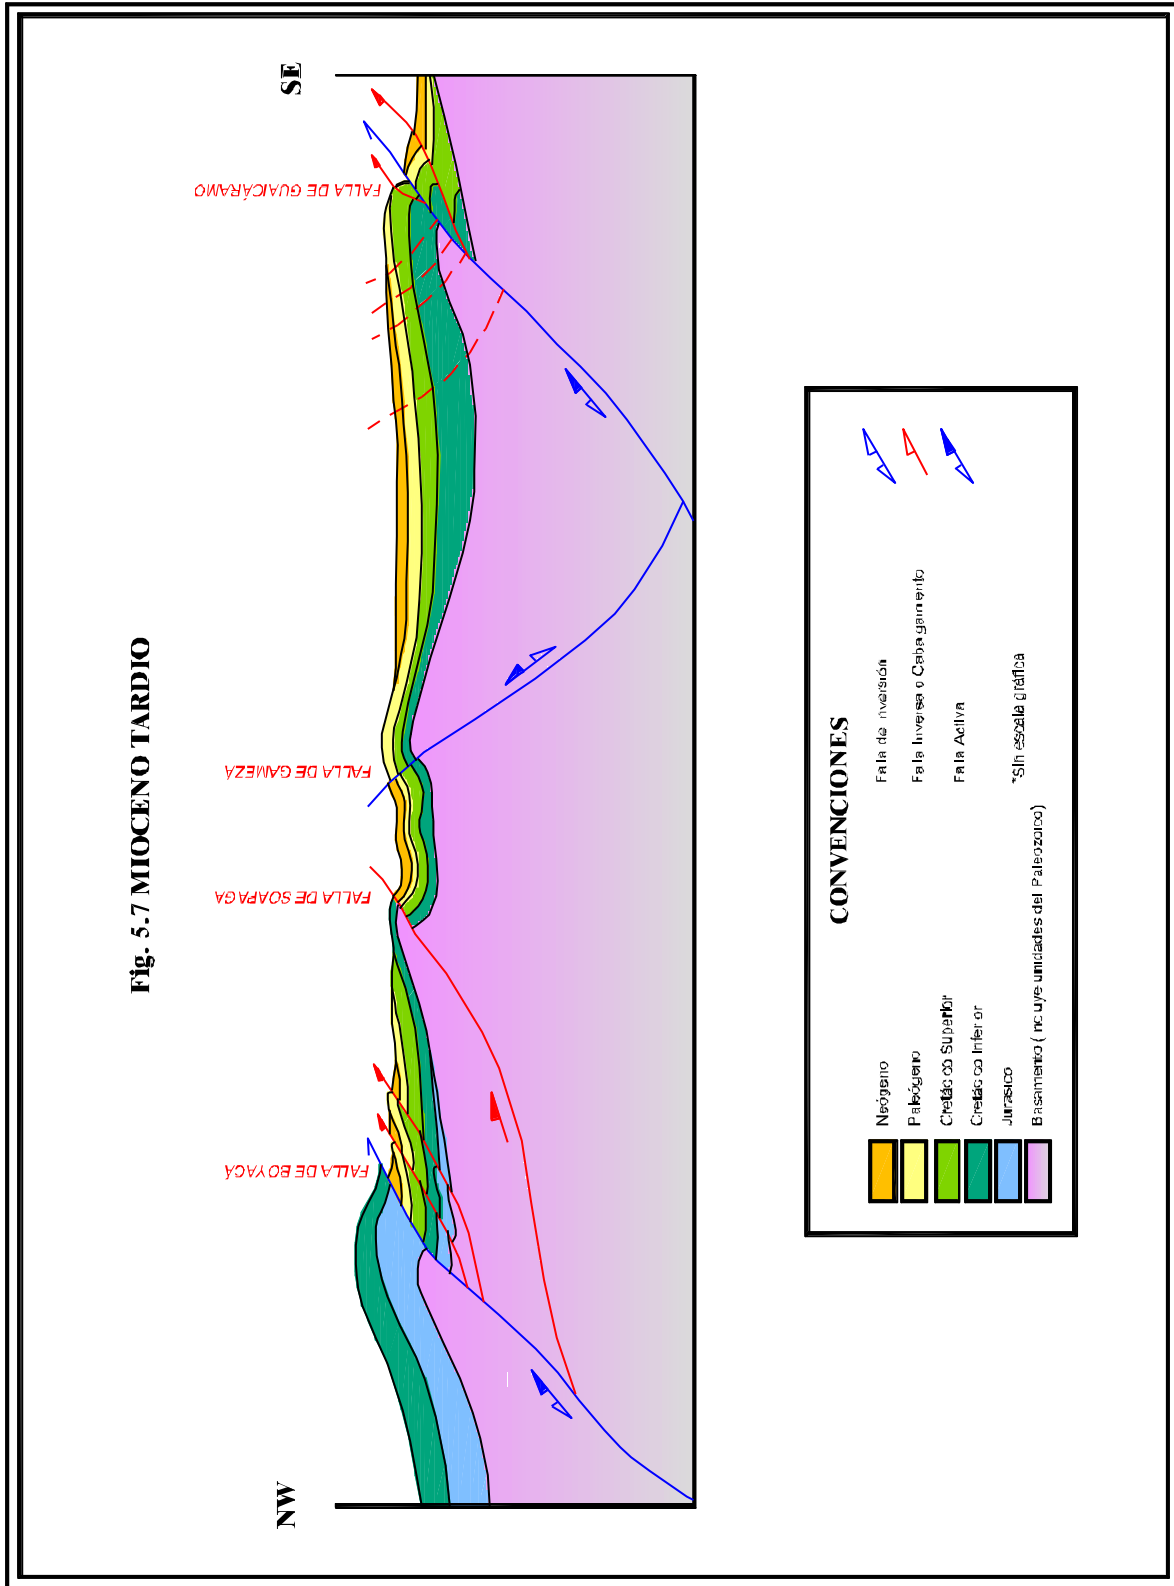 Fig. 5.7 MIOCENO TARDIO
NW
SE
FALLA DE BOYACÁ
FALLA DE SOAPAGA
FALLA DE GAMEZÁ
FALLA DE GUAICÁRAMO
CONVENCIONES
Neógeno
Paleógeno
Cretácico Superior
Cretácico Inferior
Jurasico
Basamento (incluye unidades del Paleozoico)
Falla de Inversión
Falla Inversa o Cabalgamiento
Falla Activa
*Sin escala gráfica